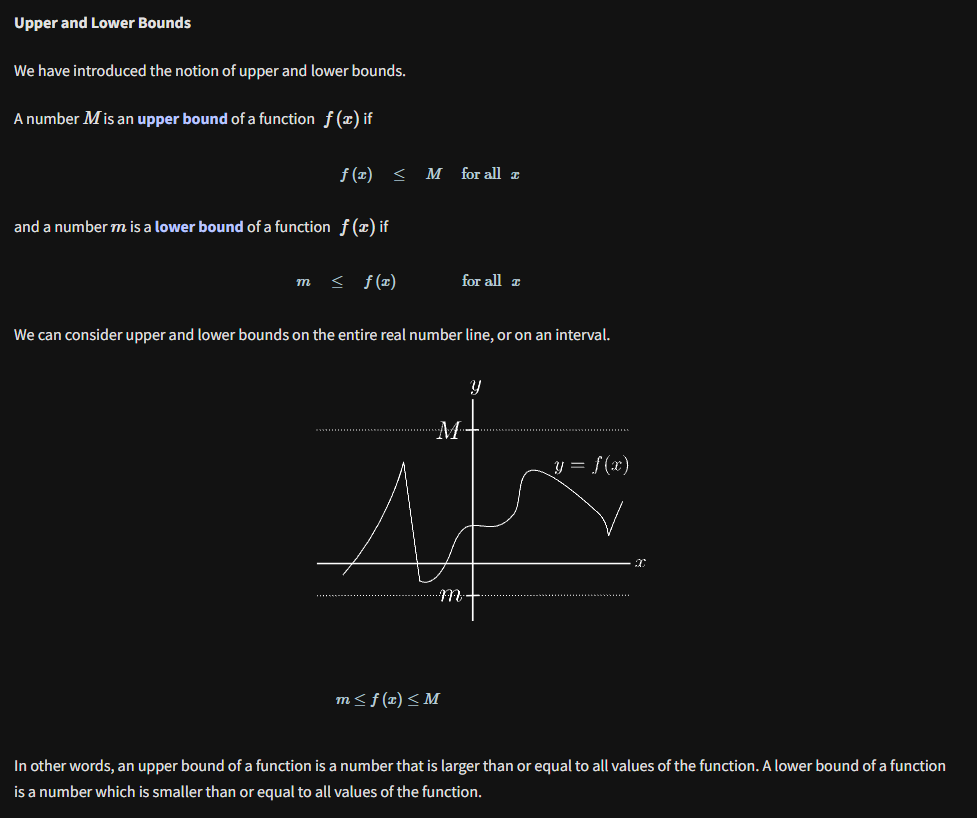 Upper and Lower Bounds
We have introduced the notion of upper and lower bounds.
A number M is an upper bound of a function f(x) if
f(x) ≤ M for all x
and a number m is a lower bound of a function f(x) if
m ≤ f(x) for all x
We can consider upper and lower bounds on the entire real number line, or on an interval.
y
M
y = f(x)
x
m
m ≤ f(x) ≤ M
In other words, an upper bound of a function is a number that is larger than or equal to all values of the function. A lower bound of a function
is a number which is smaller than or equal to all values of the function.